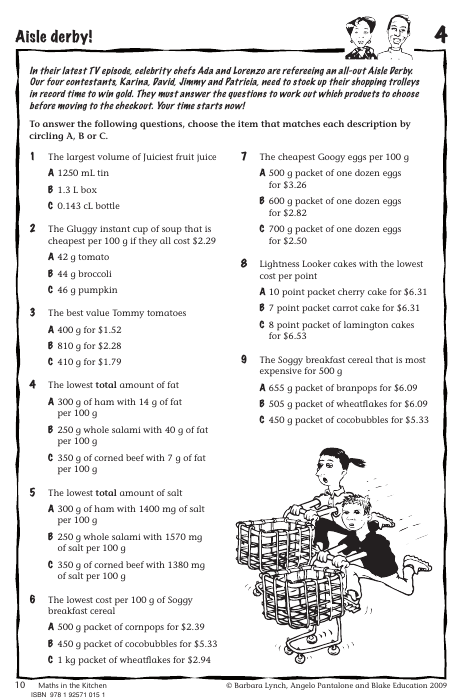 Aisle derby!
4
In their latest TV episode, celebrity chefs Ada and Lorenzo are refereeing an all-out Aisle Derby.
Our four contestants, Karina, David, Jimmy and Patricia, need to stock up their shopping trolleys
in record time to win gold. They must answer the questions to work out which products to choose
before moving to the checkout. Your time starts now!
To answer the following questions, choose the item that matches each description by
circling A, B or C.
1 The largest volume of Juiciest fruit juice
A 1250 mL tin
B 1.3 L box
C 0.143 cL bottle
2 The Gluggy instant cup of soup that is
cheapest per 100 g if they all cost $2.29
A 42 g tomato
B 44 g broccoli
C 46 g pumpkin
3 The best value Tommy tomatoes
A 400 g for $1.52
B 810 g for $2.28
C 410 g for $1.79
4 The lowest total amount of fat
A 300 g of ham with 14 g of fat
per 100 g
B 250 g whole salami with 40 g of fat
per 100 g
C 350 g of corned beef with 7 g of fat
per 100 g
5 The lowest total amount of salt
A 300 g of ham with 1400 mg of salt
per 100 g
B 250 g whole salami with 1570 mg
of salt per 100 g
C 350 g of corned beef with 1380 mg
of salt per 100 g
6 The lowest cost per 100 g of Soggy
breakfast cereal
A 500 g packet of cornpops for $2.39
B 450 g packet of cocobubbles for $5.33
C 1 kg packet of wheatflakes for $2.94
7 The cheapest Googy eggs per 100 g
A 500 g packet of one dozen eggs
for $3.26
B 600 g packet of one dozen eggs
for $2.82
C 700 g packet of one dozen eggs
for $2.50
8 Lightness Looker cakes with the lowest
cost per point
A 10 point packet cherry cake for $6.31
B 7 point packet carrot cake for $6.31
C 8 point packet of lamington cakes
for $6.53
9 The Soggy breakfast cereal that is most
expensive for 500 g
A 655 g packet of branpops for $6.09
B 505 g packet of wheatflakes for $6.09
C 450 g packet of cocobubbles for $5.33
10 Maths in the Kitchen
ISBN 978 1 92571 015 1
© Barbara Lynch, Angelo Pantalone and Blake Education 2009